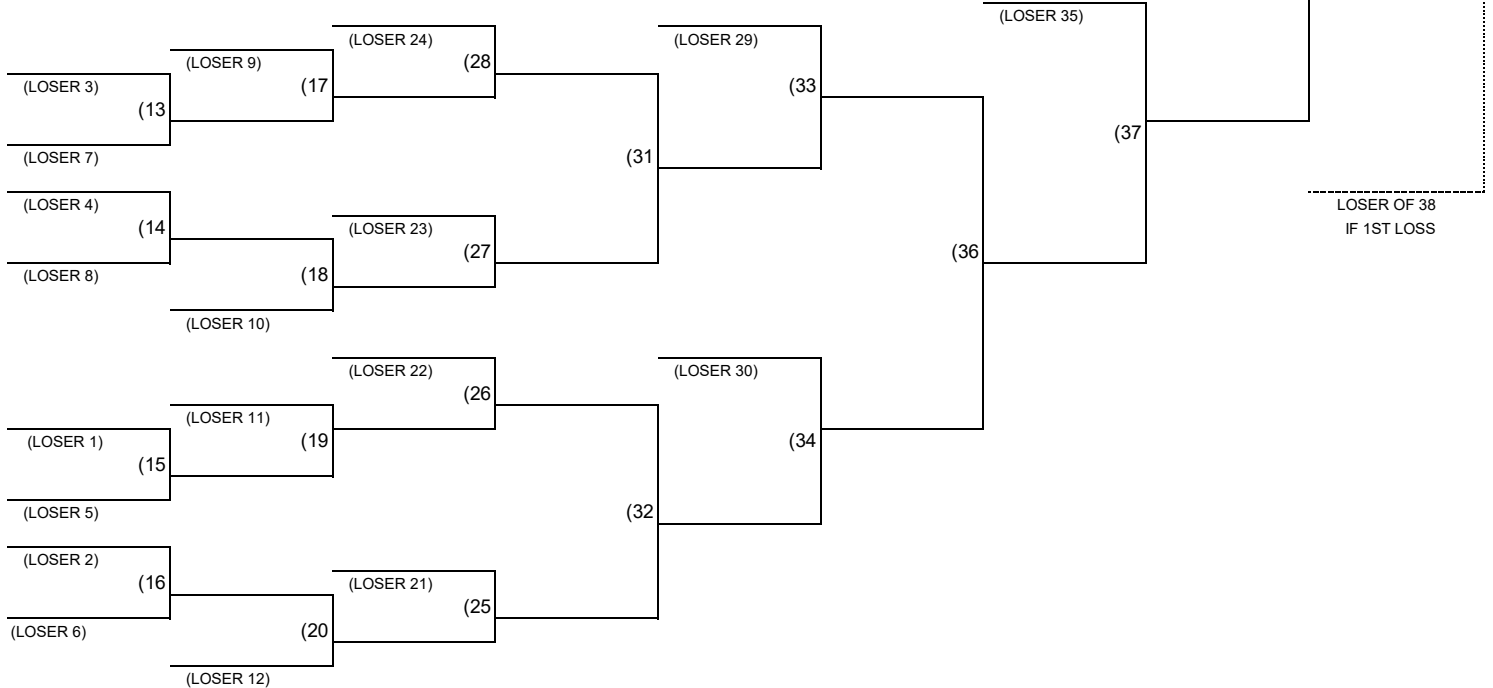 (LOSER 35)
(LOSER 24)
(LOSER 29)
(LOSER 9)
(28
(LOSER 3)
(17
(33
(13
(37
(LOSER 7)
(31
(LOSER 4)
LOSER OF 38
(14
(LOSER 23)
IF 1ST LOSS
(27
(36
(LOSER 8)
(18
(LOSER 10)
(LOSER 22)
(LOSER 30)
(26
(LOSER 11)
(LOSER 1)
(19
(34
(15
(LOSER 5)
(32
(LOSER 2)
(16
(LOSER 21)
(25
(LOSER 6)
(20
(LOSER 12)